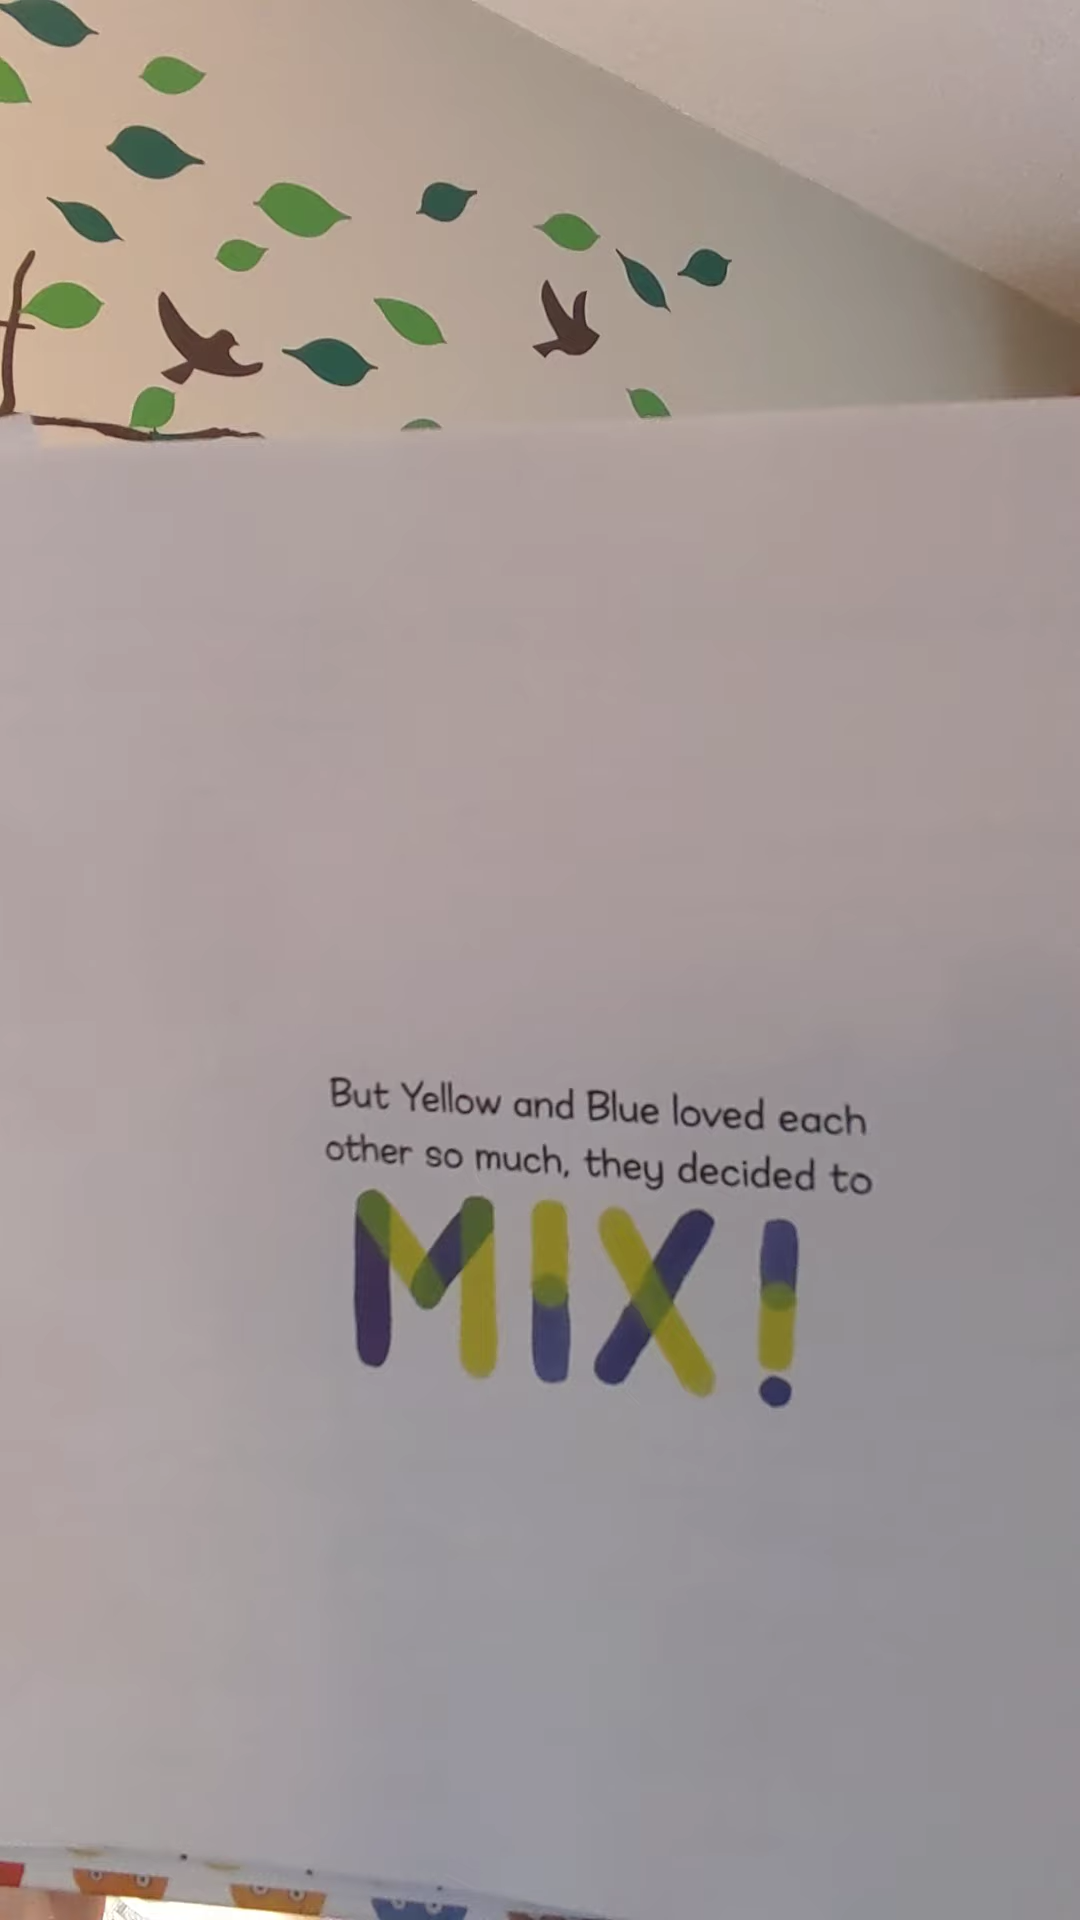 But Yellow and Blue loved each
other so much, they decided to
MIX!